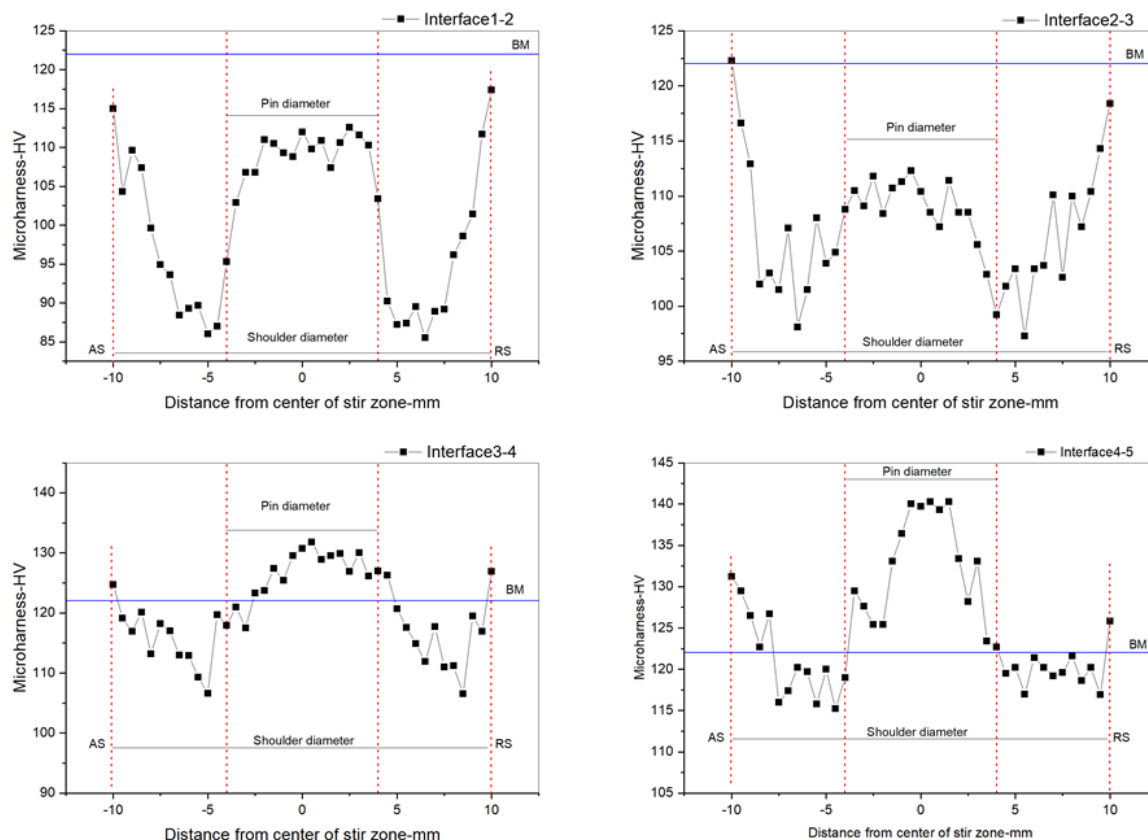 Interface1-2
125
120
115
110
105
100
95
90
85
BM
Pin diameter
Shoulder diameter
AS
RS
-10 -5 0 5 10
Microharness-HV
Distance from center of stir zone-mm
Interface2-3
125
120
115
110
105
100
95
BM
Pin diameter
Shoulder diameter
AS
RS
-10 -5 0 5 10
Microharness-HV
Distance from center of stir zone-mm
Interface3-4
140
130
120
110
100
90
Pin diameter
BM
Shoulder diameter
AS
RS
-10 -5 0 5 10
Microharness-HV
Distance from center of stir zone-mm
Interface4-5
145
140
135
130
125
120
115
110
105
Pin diameter
BM
Shoulder diameter
AS
RS
-10 -5 0 5 10
Microharness-HV
Distance from center of stir zone-mm